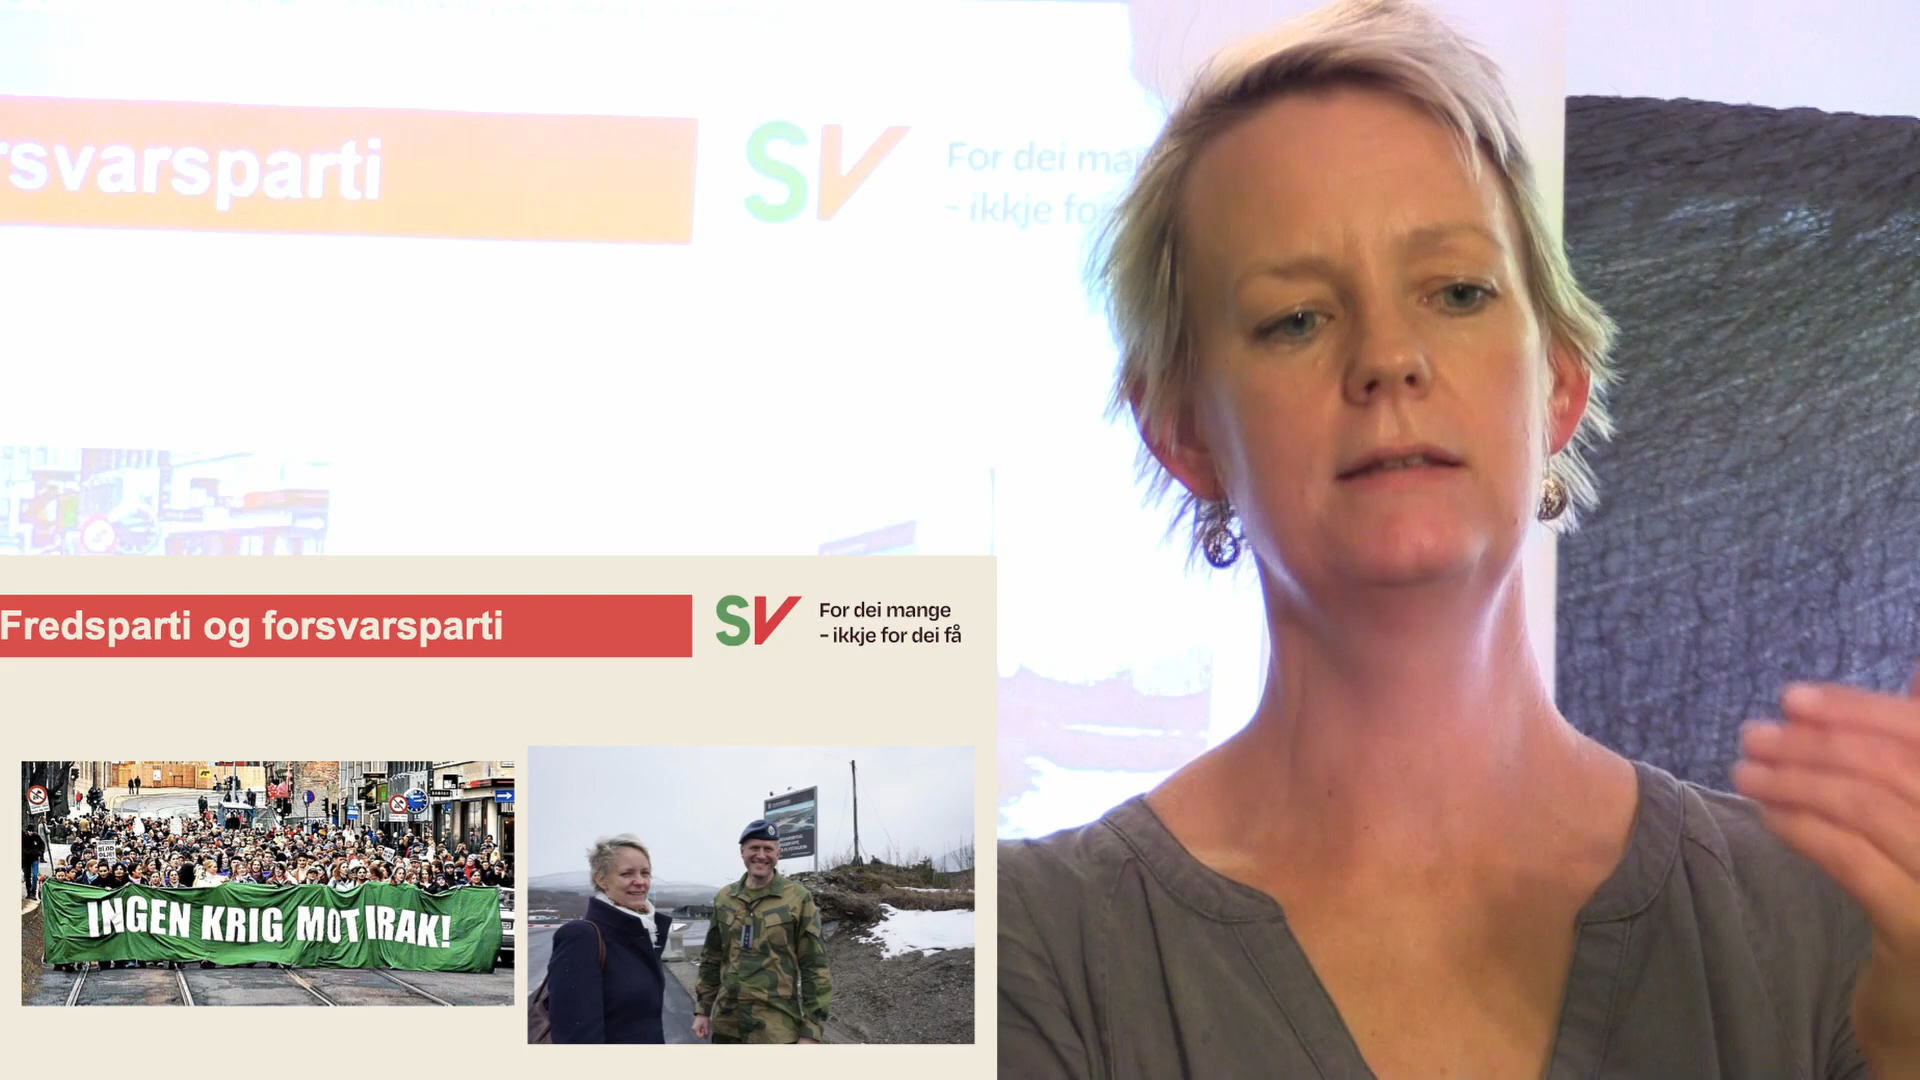 rsvarsparti
SV
For dei ma
- ikkje fo
Fredsparti og forsvarsparti
SV
For dei mange
- ikkje for dei få
INGEN KRIG MOT IRAK!